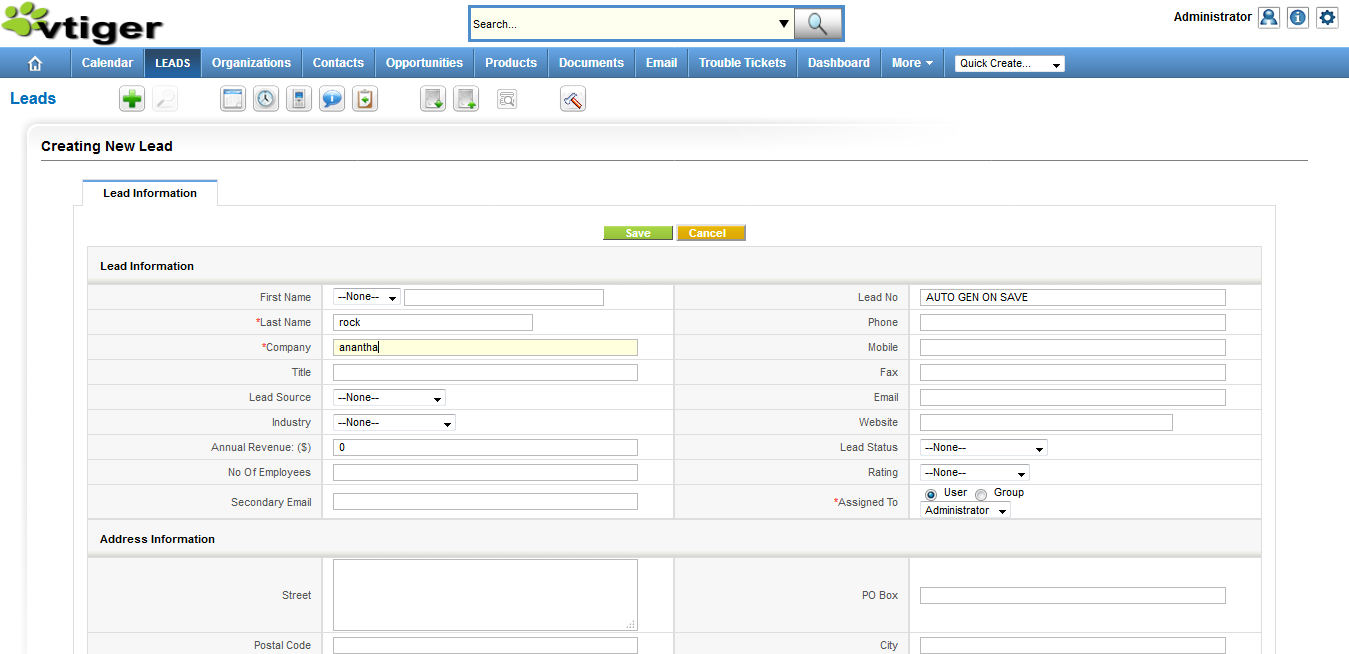 vtiger
Search...
Administrator
Calendar LEADS Organizations Contacts Opportunities Products Documents Email Trouble Tickets Dashboard More Quick Create...
Leads
Creating New Lead
Lead Information
Save Cancel
Lead Information
First Name --None-- Lead No AUTO GEN ON SAVE
*Last Name rock Phone
*Company anantha Mobile
Title Fax
Lead Source --None-- Email
Industry --None-- Website
Annual Revenue: ($) 0 Lead Status --None--
No Of Employees Rating --None--
Secondary Email *Assigned To User Group
Administrator
Address Information
Street PO Box
Postal Code City